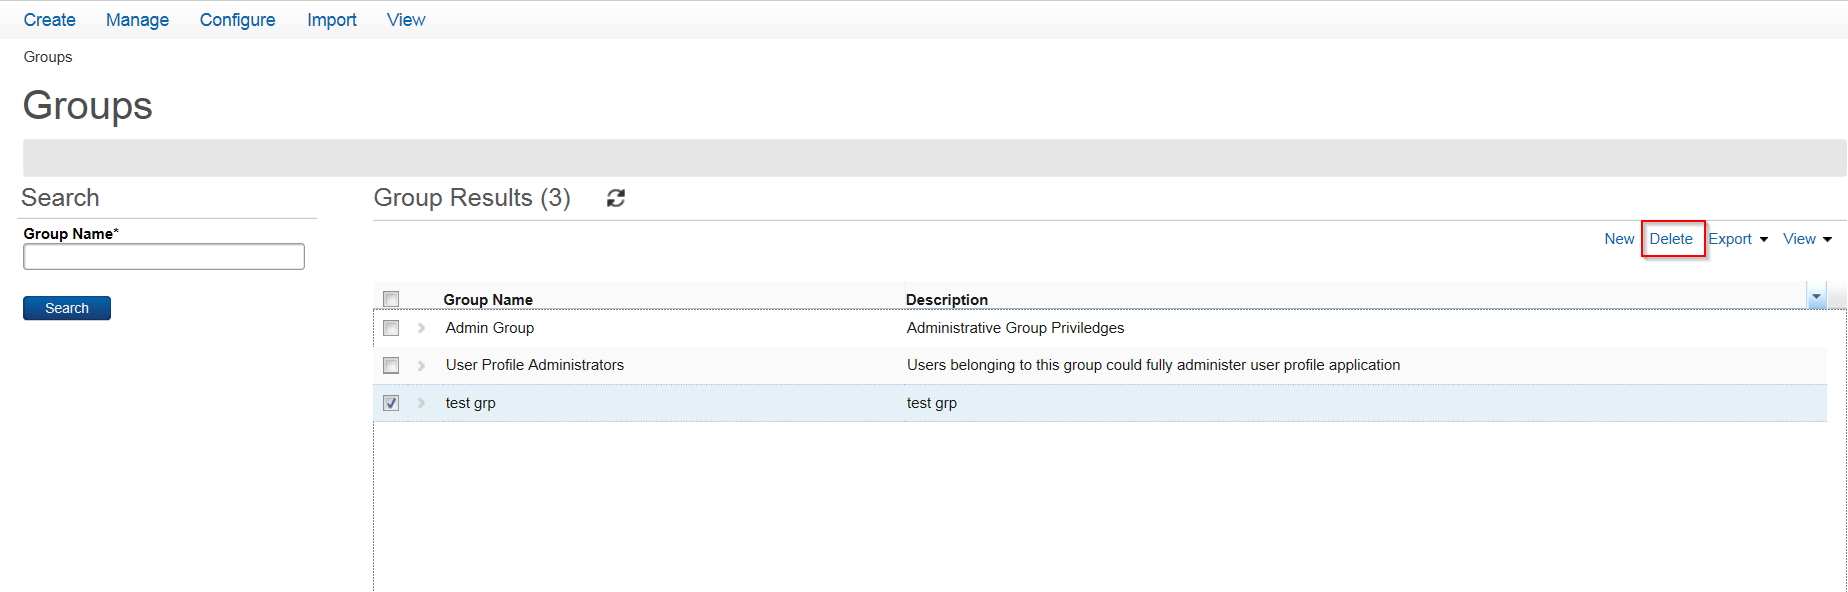 Create Manage Configure Import View
Groups
Groups
Search
Group Name*
Search
Group Results (3)
New Delete Export View
Group Name Description
Admin Group Administrative Group Priviledges
User Profile Administrators Users belonging to this group could fully administer user profile application
test grp test grp